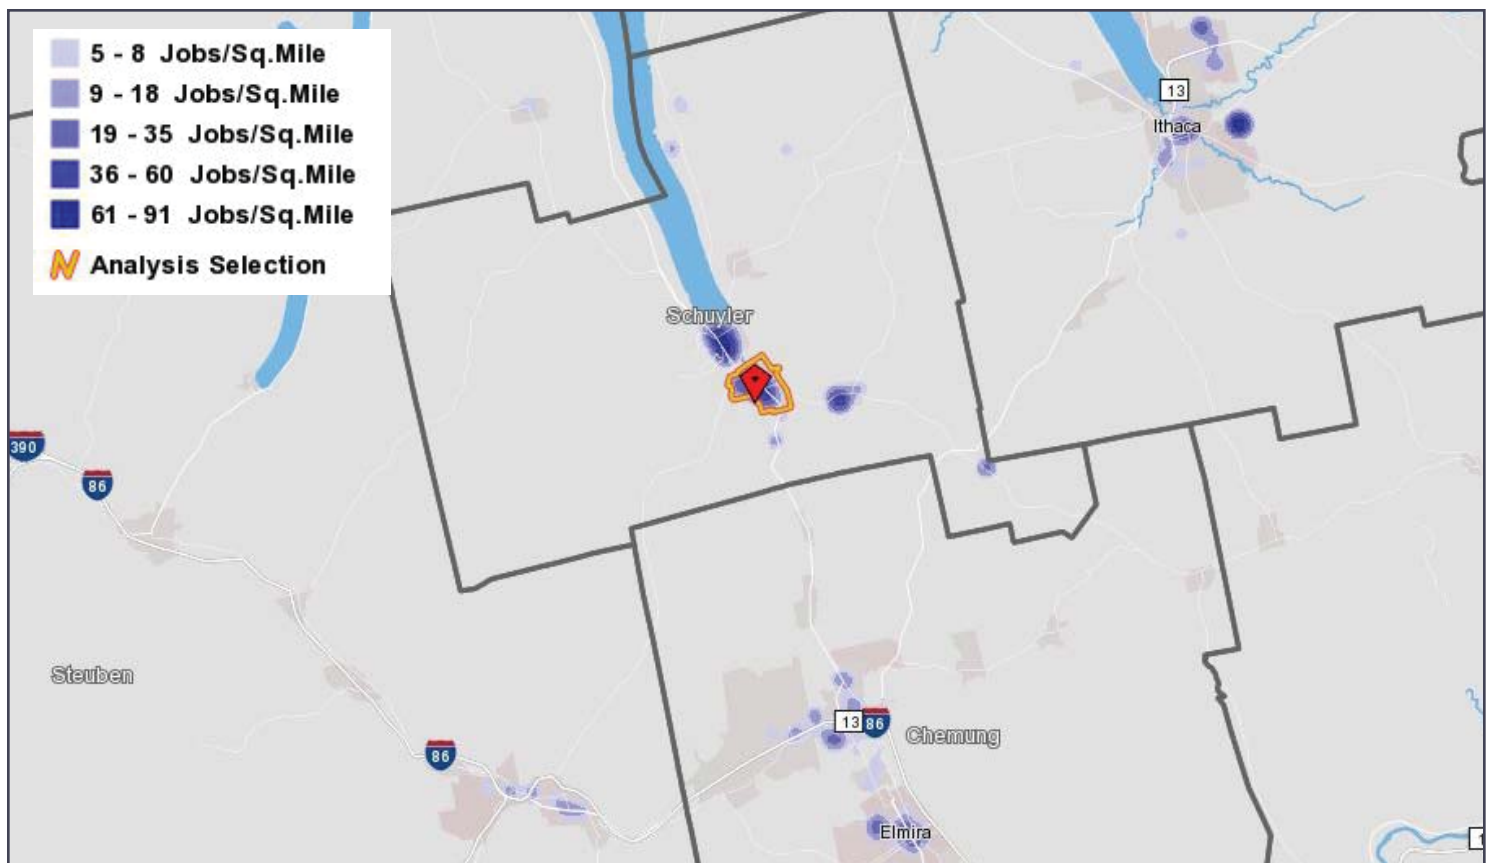 5 - 8 Jobs/Sq.Mile
9 - 18 Jobs/Sq.Mile
19 - 35 Jobs/Sq.Mile
36 - 60 Jobs/Sq.Mile
61 - 91 Jobs/Sq.Mile
Analysis Selection
13
Ithaca
Schuyler
390
86
Steuben
13
86
Chemung
86
Elmira
1